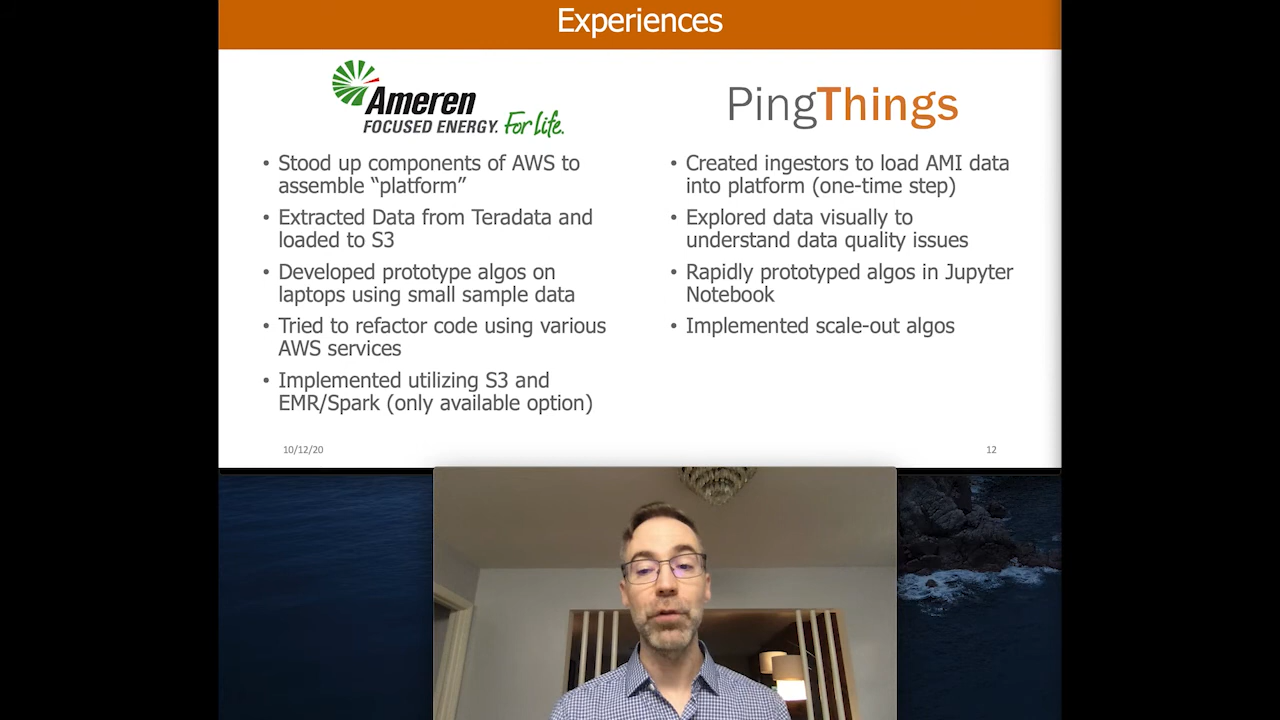 Experiences
Ameren
FOCUSED ENERGY. For life.
• Stood up components of AWS to
assemble “platform”
• Extracted Data from Teradata and
loaded to S3
• Developed prototype algos on
laptops using small sample data
• Tried to refactor code using various
AWS services
• Implemented utilizing S3 and
EMR/Spark (only available option)
PingThings
• Created ingestors to load AMI data
into platform (one-time step)
• Explored data visually to
understand data quality issues
• Rapidly prototyped algos in Jupyter
Notebook
• Implemented scale-out algos
10/12/20
12